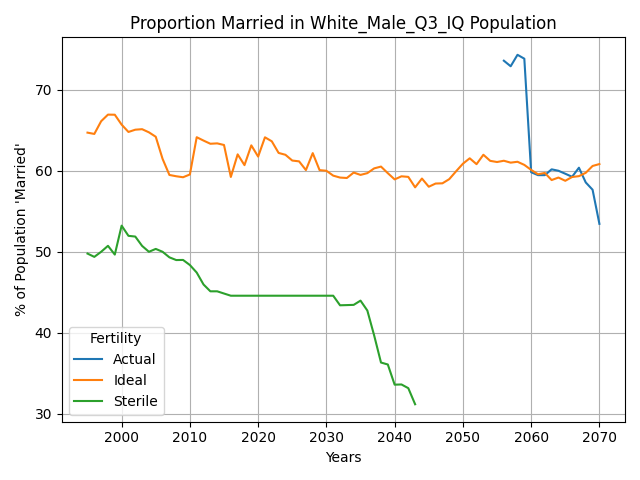 Proportion Married in White_Male_Q3_IQ Population
% of Population 'Married'
70
60
50
40
30
Fertility
Actual
Ideal
Sterile
2000 2010 2020 2030 2040 2050 2060 2070
Years